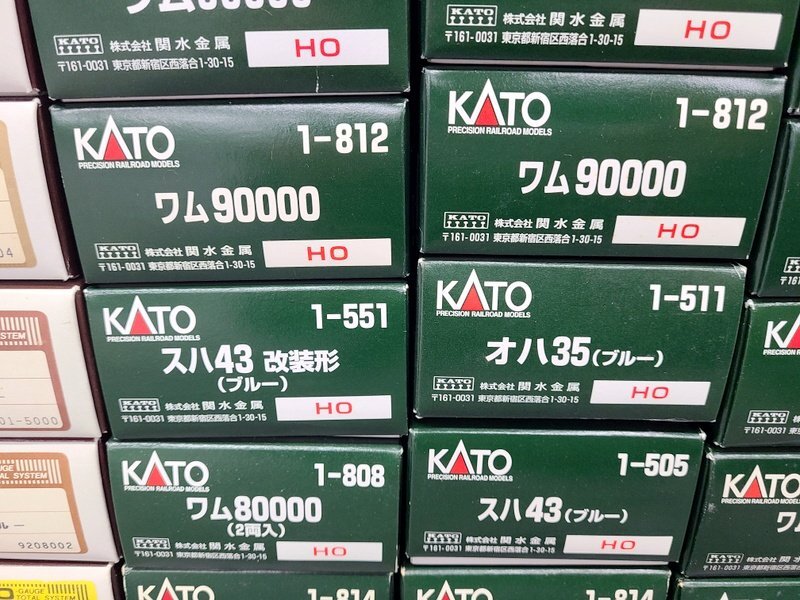 KATO
株式会社 関水金属
〒161-0031 東京都新宿区西落合1-30-15
HO
KATO
株式会社 関水金属
〒161-0031 東京都新宿区西落合1-30-15
HO
KATO
PRECISION RAILROAD MODELS
1-812
ワム90000
KATO
株式会社 関水金属
〒161-0031 東京都新宿区西落合1-30-15
HO
KATO
PRECISION RAILROAD MODELS
1-812
ワム90000
KATO
株式会社 関水金属
〒161-0031 東京都新宿区西落合1-30-15
HO
KATO
PRECISION RAILROAD MODELS
1-551
スハ43 改装形
(ブルー)
KATO
株式会社 関水金属
〒161-0031 東京都新宿区西落合1-30-15
HO
KATO
PRECISION RAILROAD MODELS
1-511
オハ35(ブルー)
KATO
株式会社 関水金属
〒161-0031 東京都新宿区西落合1-30-15
HO
KATO
PRECISION RAILROAD MODELS
1-808
ワム80000
(2両入)
KATO
株式会社 関水金属
〒161-0031 東京都新宿区西落合1-30-15
HO
KATO
PRECISION RAILROAD MODELS
1-505
スハ43(ブルー)
KATO
株式会社 関水金属
〒161-0031 東京都新宿区西落合1-30-15
HO
KATO
1-814
KATO
1-814
9208002
GAUGE
TOTAL SYSTEM
KATO
PRECISION RAILROAD MODELS